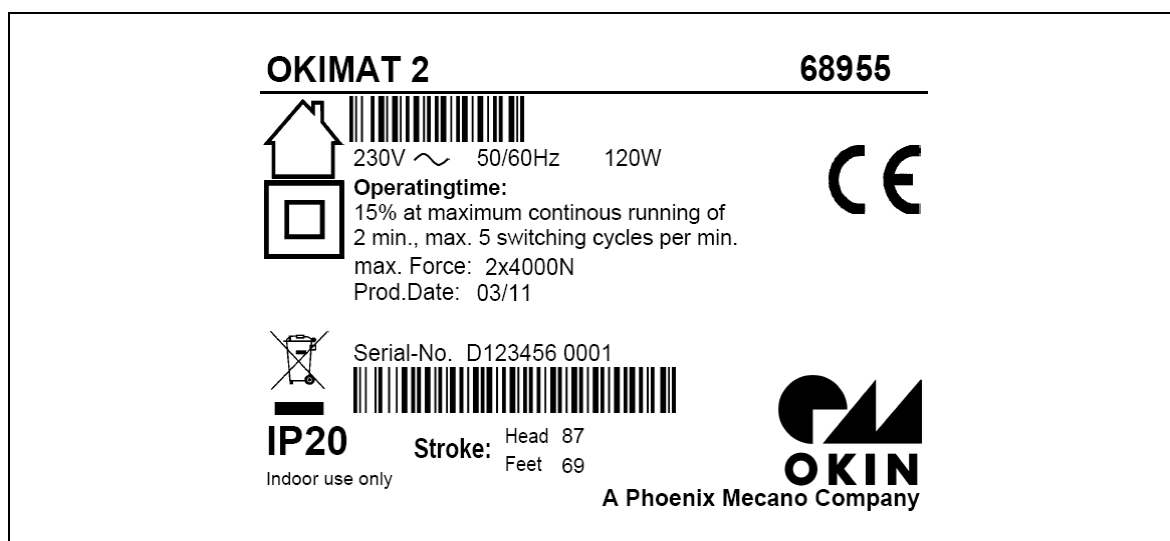 OKIMAT 2 68955
230V ~ 50/60Hz 120W
Operatingtime:
15% at maximum continous running of
2 min., max. 5 switching cycles per min.
max. Force: 2x4000N
Prod.Date: 03/11
Serial-No. D123456 0001
IP20
Indoor use only
Stroke: Head 87
Feet 69
CE
OKIN
A Phoenix Mecano Company